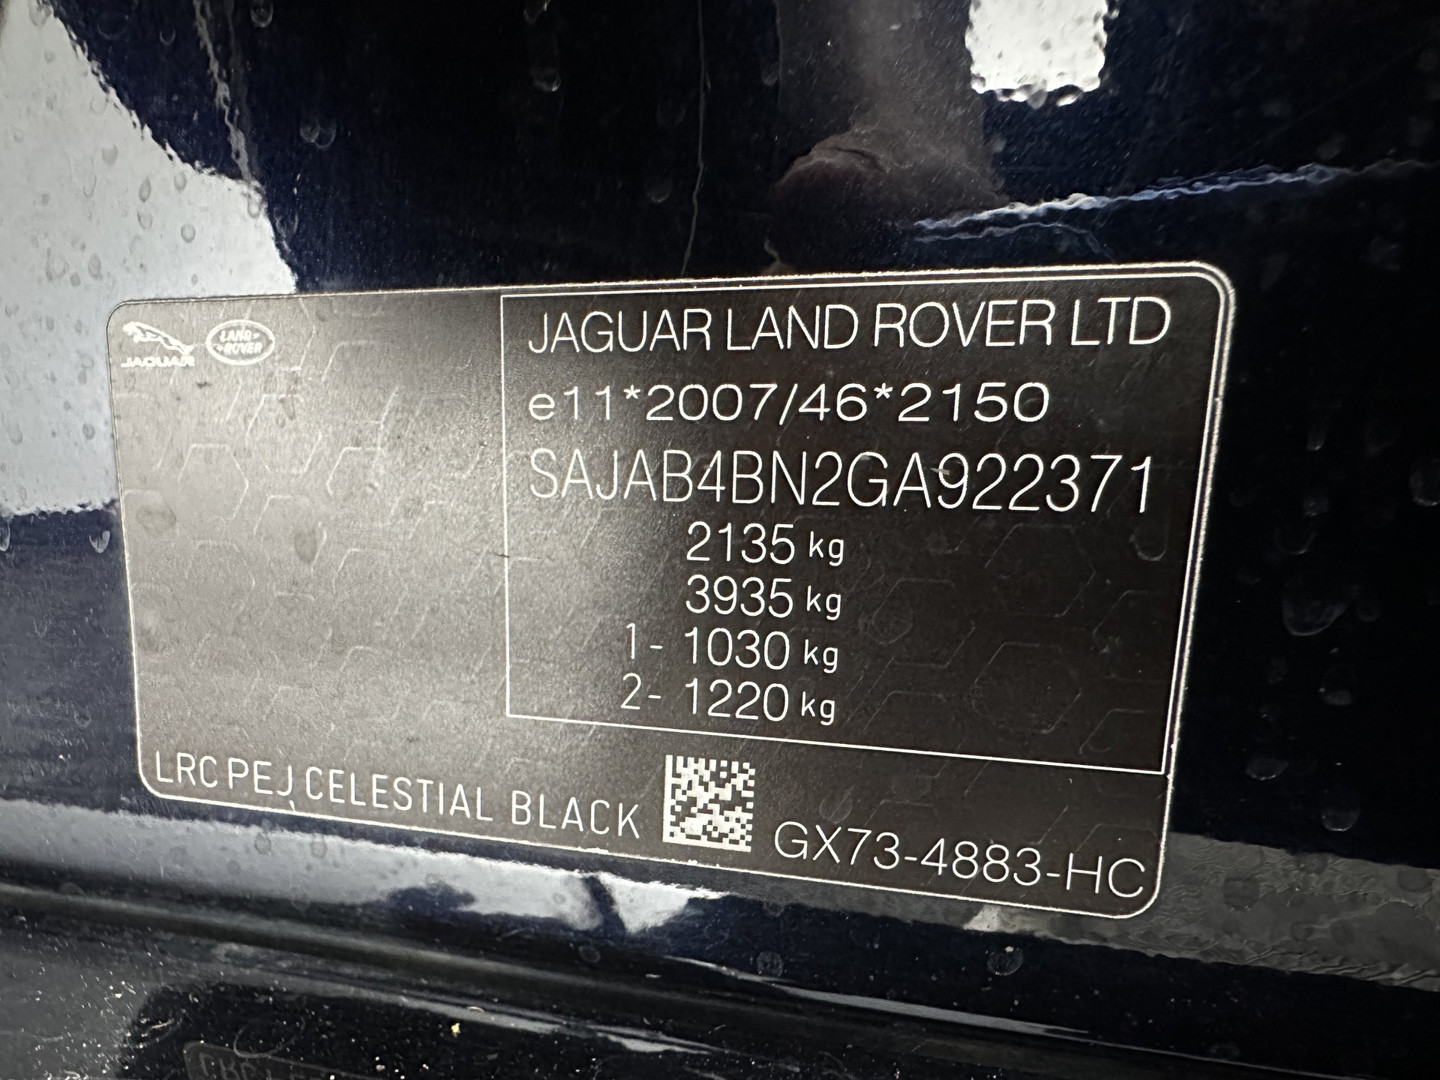 JAGUAR
LAND
ROVER
JAGUAR LAND ROVER LTD
e11*2007/46*2150
SAJAB4BN2GA922371
2135 kg
3935 kg
1- 1030 kg
2- 1220 kg
LRC PEJ CELESTIAL BLACK
GX73-4883-HC